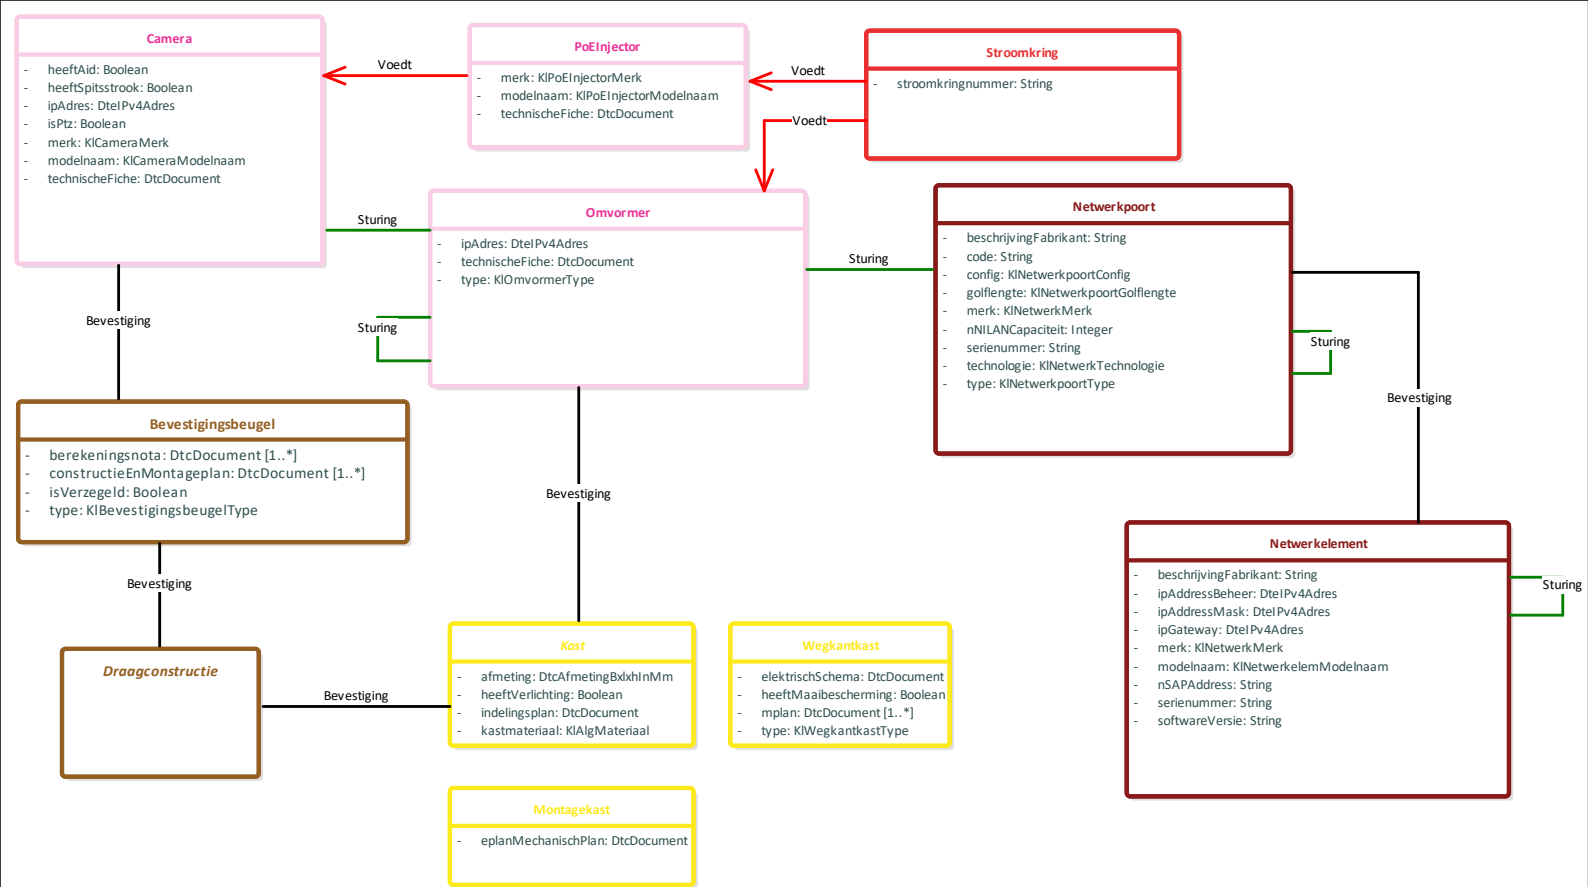 Camera
- heeftAid: Boolean
- heeftSpitsstrook: Boolean
- ipAdres: DteIPv4Adres
- isPtz: Boolean
- merk: KlCameraMerk
- modelnaam: KlCameraModelnaam
- technischeFiche: DtcDocument
Voedt
PoEInjector
- merk: KlPoEInjectorMerk
- modelnaam: KlPoEInjectorModelnaam
- technischeFiche: DtcDocument
Voedt
Voedt
Stroomkring
- stroomkringnummer: String
Sturing
Omvormer
- ipAdres: DteIPv4Adres
- technischeFiche: DtcDocument
- type: KlOmvormerType
Sturing
Sturing
Netwerkpoort
- beschrijvingFabrikant: String
- code: String
- config: KlNetwerkpoortConfig
- golflengte: KlNetwerkpoortGolflengte
- merk: KlNetwerkMerk
- nNILANCapaciteit: Integer
- serienummer: String
- technologie: KlNetwerkTechnologie
- type: KlNetwerkpoortType
Sturing
Bevestiging
Bevestiging
Bevestigingsbeugel
- berekeningsnota: DtcDocument [1..*]
- constructieEnMontageplan: DtcDocument [1..*]
- isVerzegeld: Boolean
- type: KlBevestigingsbeugelType
Bevestiging
Bevestiging
Netwerkelement
- beschrijvingFabrikant: String
- ipAddressBeheer: DteIPv4Adres
- ipAddressMask: DteIPv4Adres
- ipGateway: DteIPv4Adres
- merk: KlNetwerkMerk
- modelnaam: KlNetwerkelemModelnaam
- nSAPAddress: String
- serienummer: String
- softwareVersie: String
Sturing
Draagconstructie
Bevestiging
Kast
- afmeting: DtcAfmetingBxlxhInMm
- heeftVerlichting: Boolean
- indelingsplan: DtcDocument
- kastmateriaal: KlAlgMateriaal
Wegkantkast
- elektrischSchema: DtcDocument
- heeftMaaibescherming: Boolean
- mplan: DtcDocument [1..*]
- type: KlWegkantkastType
Montagekast
- eplanMechanischPlan: DtcDocument